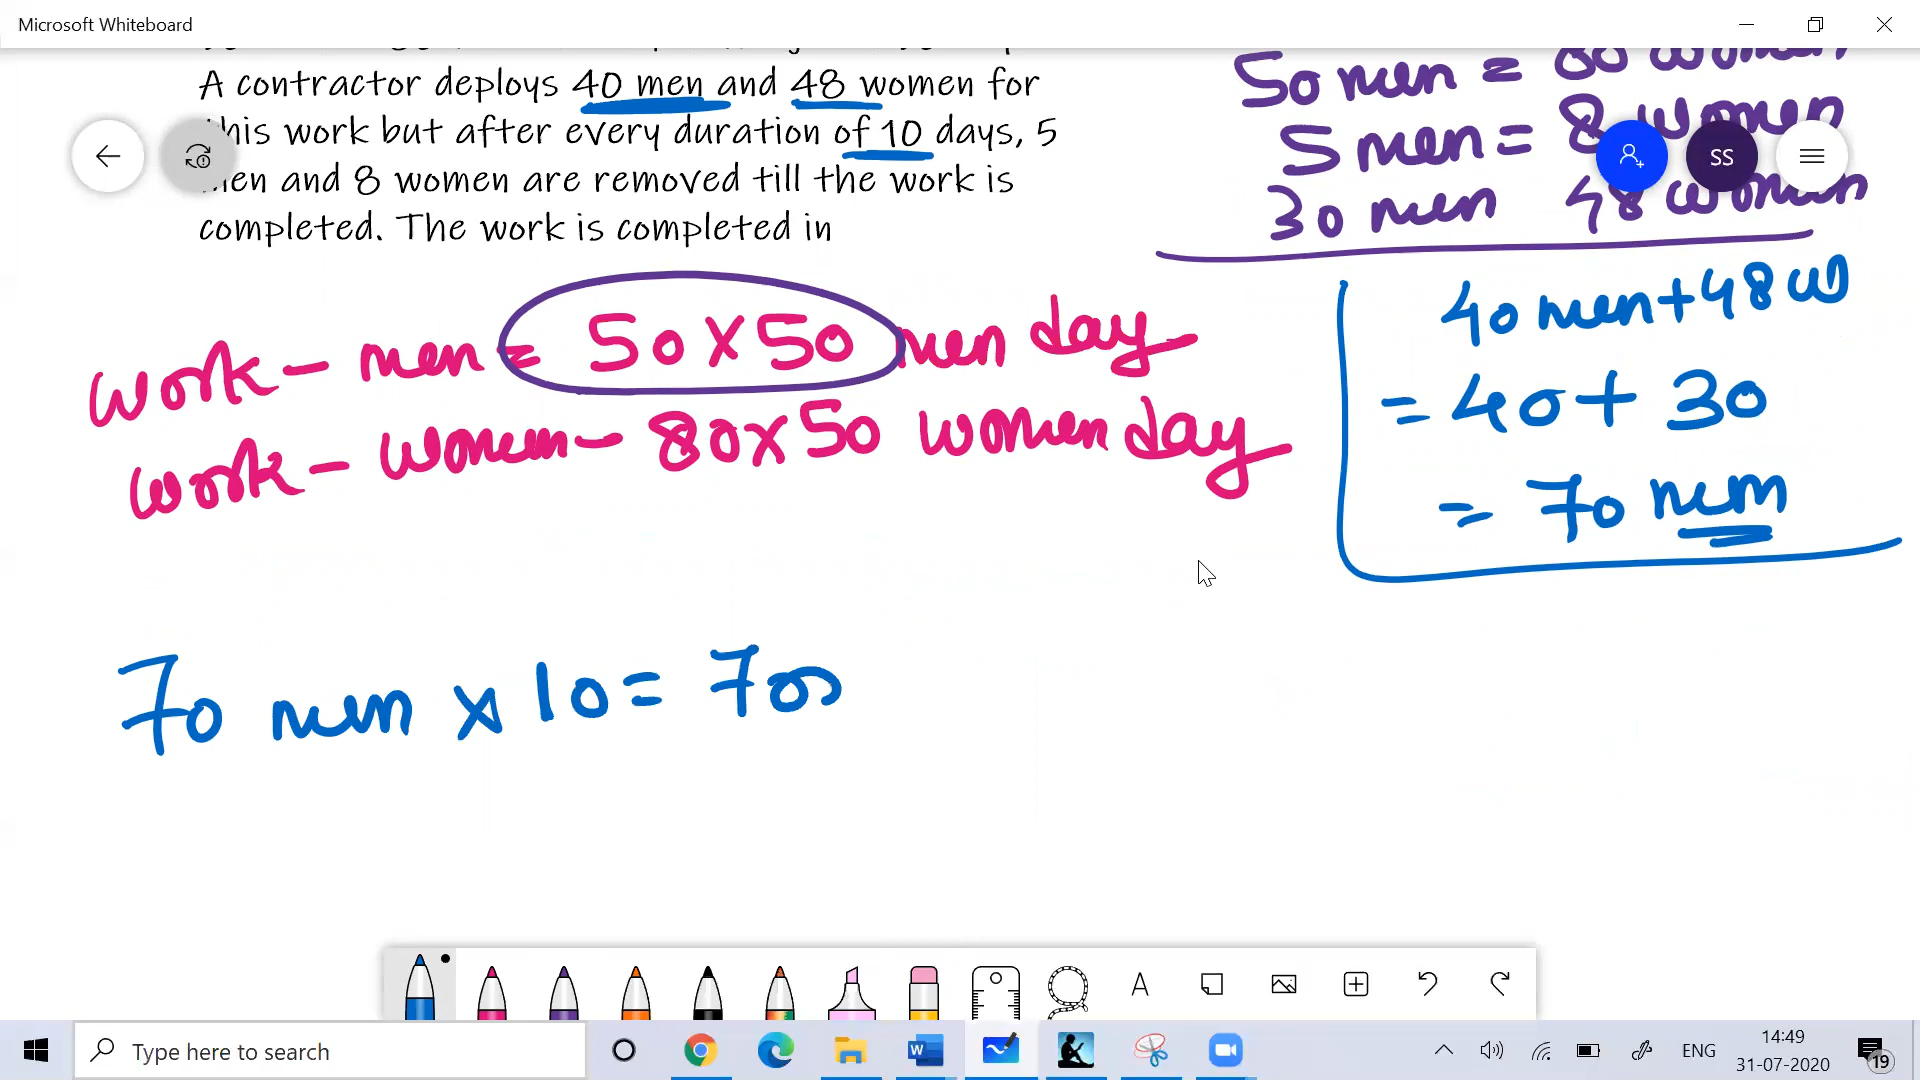 Microsoft Whiteboard
A contractor deploys 40 men and 48 women for
this work but after every duration of 10 days, 5
men and 8 women are removed till the work is
completed. The work is completed in
50 men = 80 women
5 men = 8 women
30 men 48 women
SS
work - men = 50 x 50 men day
work - women - 80 x 50 women day
40 men + 48 w
= 40 + 30
= 70 men
70 men x 10 = 700
A
Type here to search
ENG
14:49
31-07-2020
19